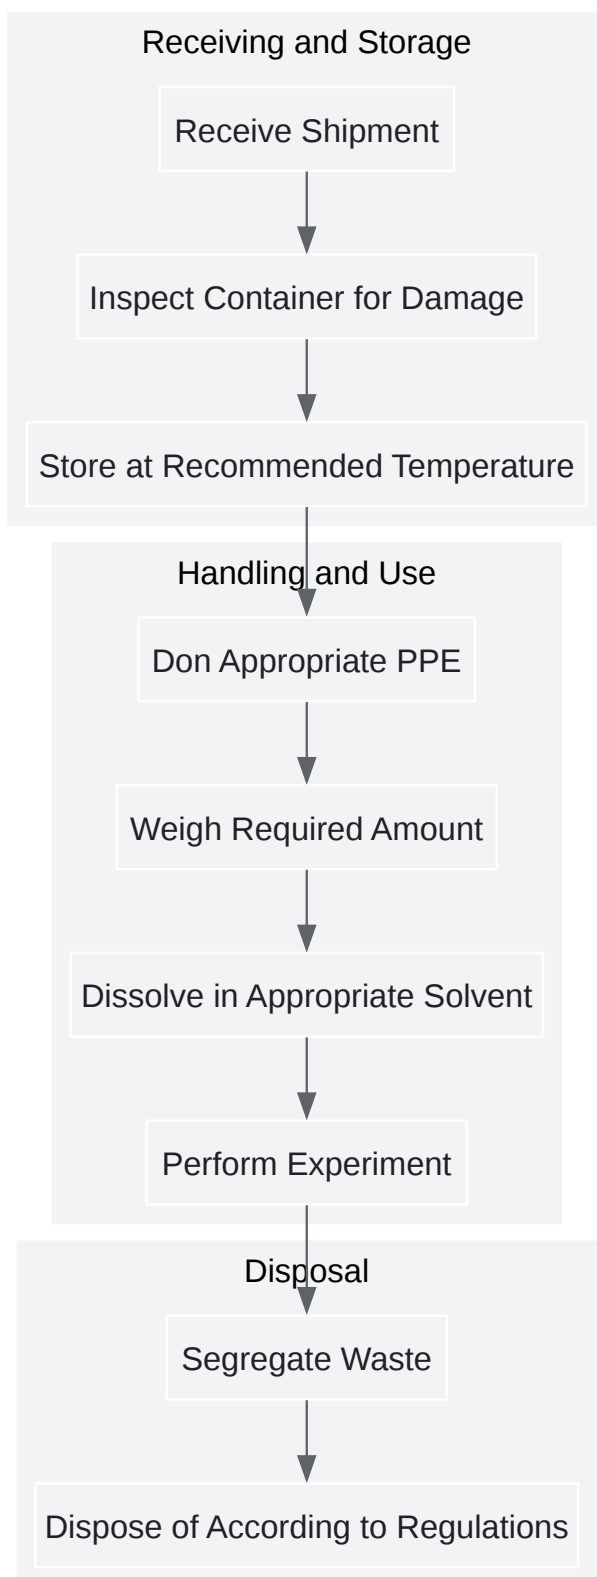 Receiving and Storage
Receive Shipment
Inspect Container for Damage
Store at Recommended Temperature
Handling and Use
Don Appropriate PPE
Weigh Required Amount
Dissolve in Appropriate Solvent
Perform Experiment
Disposal
Segregate Waste
Dispose of According to Regulations